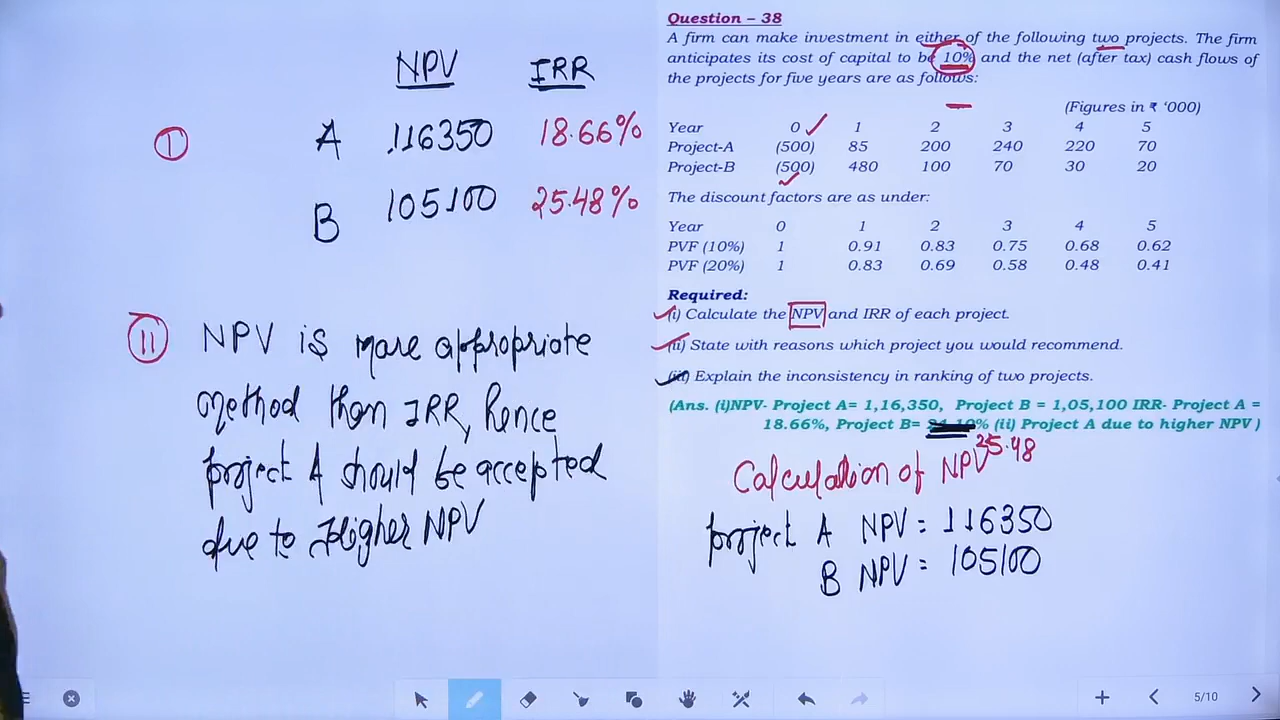 NPV IRR
I
A 116350 18.66%
B 105100 25.48%
II NPV is more appropriate
method than IRR, hence
project A should be accepted
due to Higher NPV
Question – 38
A firm can make investment in either of the following two projects. The firm
anticipates its cost of capital to be 10% and the net (after tax) cash flows of
the projects for five years are as follows:
(Figures in ₹ ‘000)
Year 0 1 2 3 4 5
Project-A (500) 85 200 240 220 70
Project-B (500) 480 100 70 30 20
The discount factors are as under:
Year 0 1 2 3 4 5
PVF (10%) 1 0.91 0.83 0.75 0.68 0.62
PVF (20%) 1 0.83 0.69 0.58 0.48 0.41
Required:
(i) Calculate the NPV and IRR of each project.
(ii) State with reasons which project you would recommend.
(iii) Explain the inconsistency in ranking of two projects.
(Ans. (i)NPV- Project A= 1,16,350, Project B = 1,05,100 IRR- Project A =
18.66%, Project B= % (ii) Project A due to higher NPV )
25.48
Calculation of NPV
project A NPV = 116350
B NPV = 105100
5/10